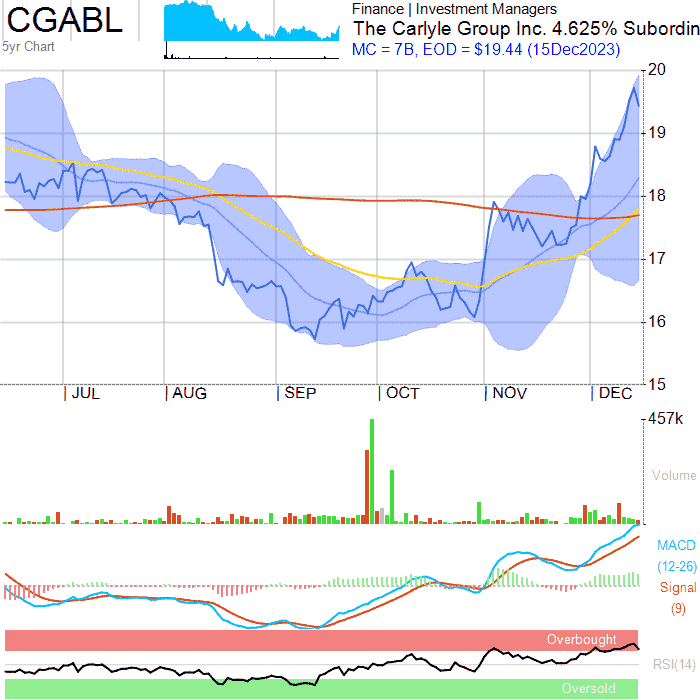 CGABL
5yr Chart
Finance | Investment Managers
The Carlyle Group Inc. 4.625% Subordin
MC = 7B, EOD = $19.44 (15Dec2023)
20
19
18
17
16
15
JUL AUG SEP OCT NOV DEC
457k
Volume
MACD
(12-26)
Signal
(9)
Overbought
RSI(14)
Oversold